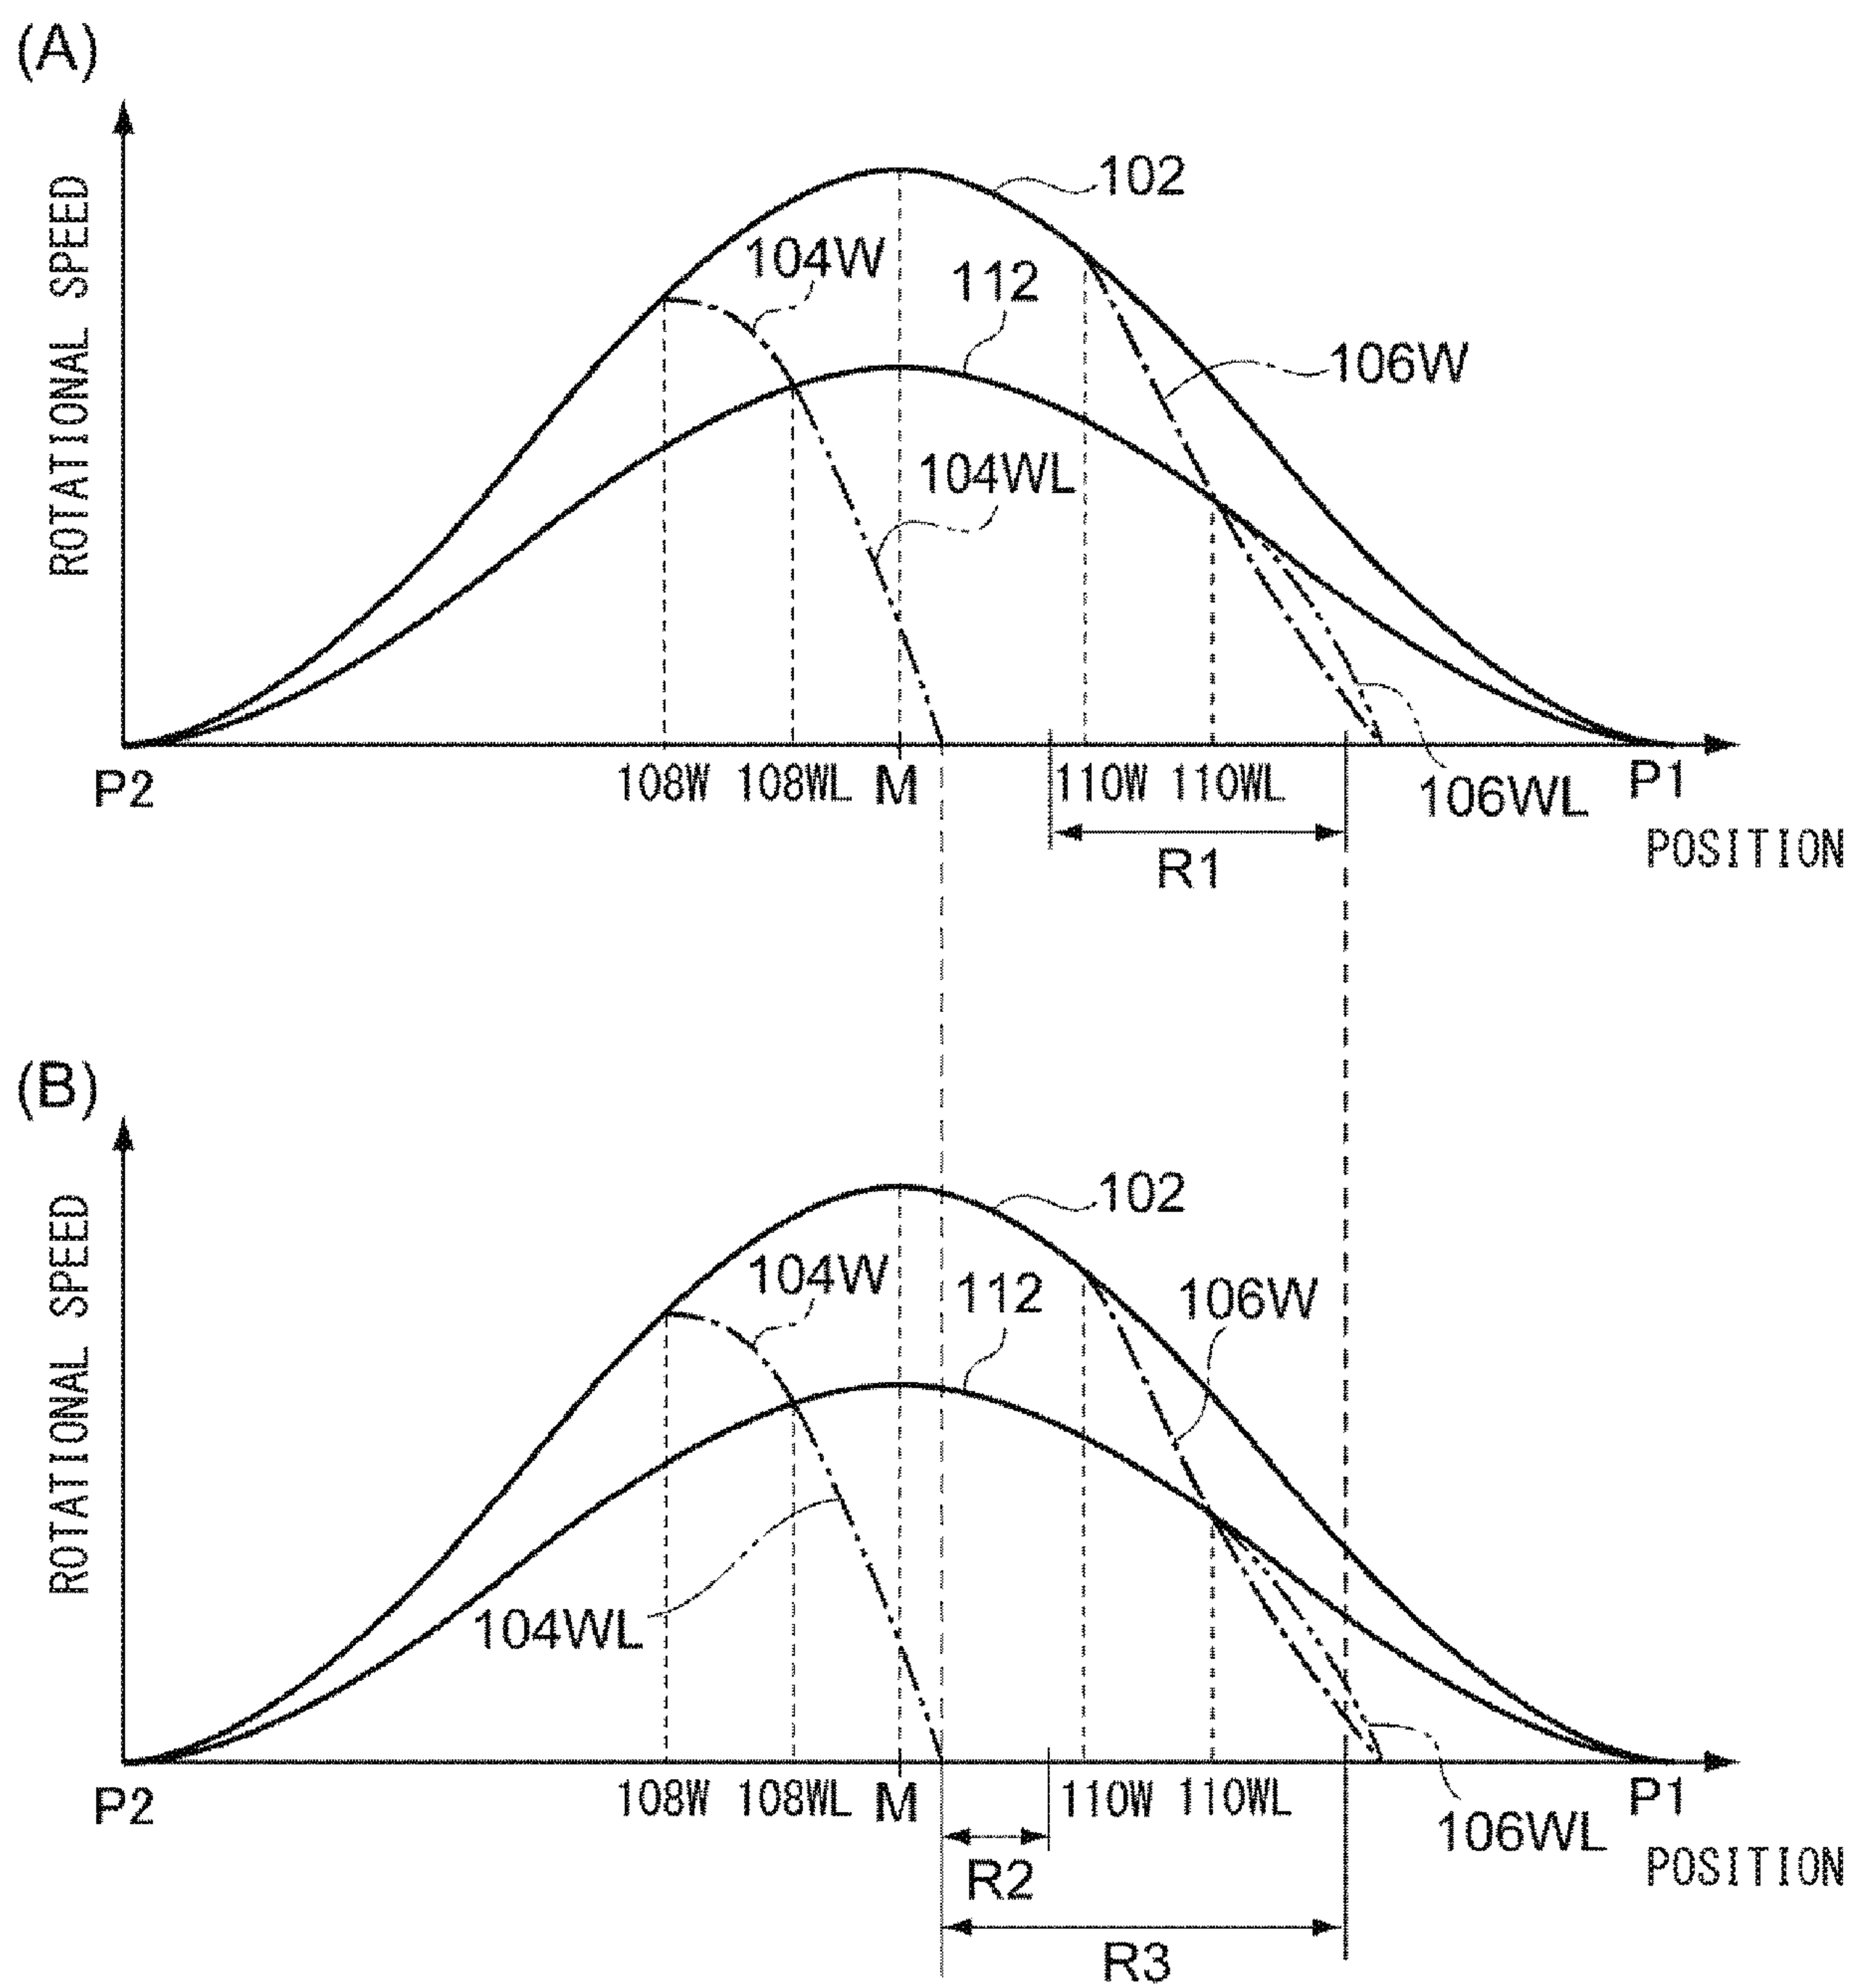 (A)
ROTATIONAL SPEED
102
104W
112
106W
104WL
P2
108W 108WL M 110W 110WL
106WL
P1
R1
POSITION
(B)
ROTATIONAL SPEED
102
104W
112
106W
104WL
P2
108W 108WL M 110W 110WL
106WL
P1
POSITION
R2
R3